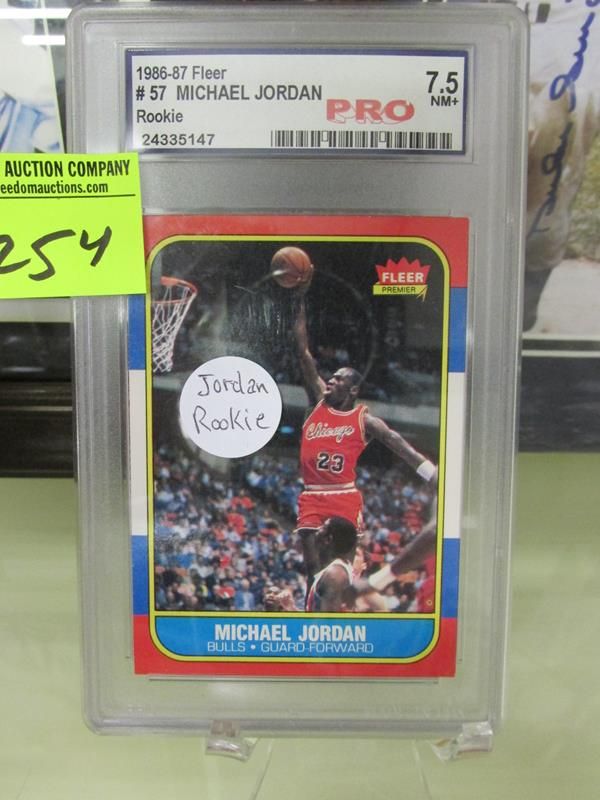 1986-87 Fleer
# 57 MICHAEL JORDAN
Rookie
24335147
PRO
7.5
NM+
AUCTION COMPANY
eedomauctions.com
254
FLEER
PREMIER
Jordan
Rookie
Chicago
23
MICHAEL JORDAN
BULLS • GUARD-FORWARD